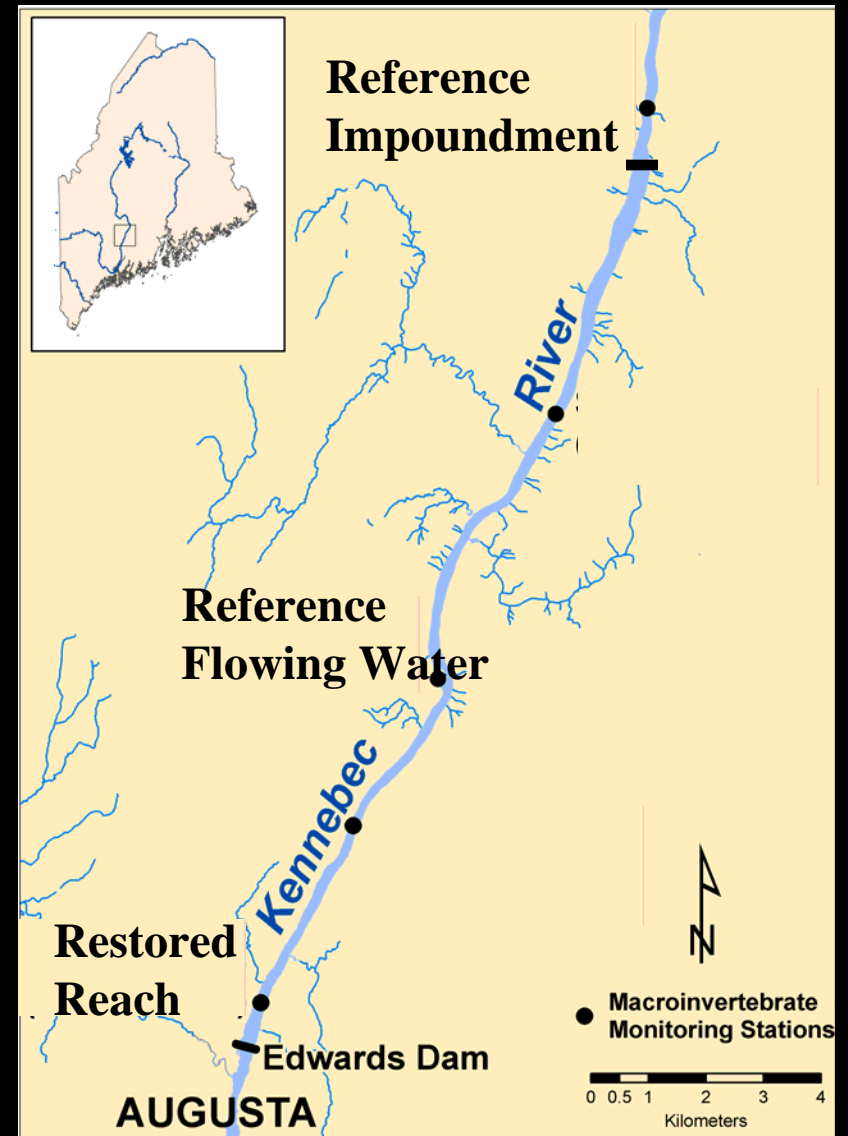 Reference
Impoundment
River
Reference
Flowing Water
Kennebec
Restored
Reach
N
Macroinvertebrate
Monitoring Stations
Edwards Dam
0 0.5 1 2 3 4
Kilometers
AUGUSTA